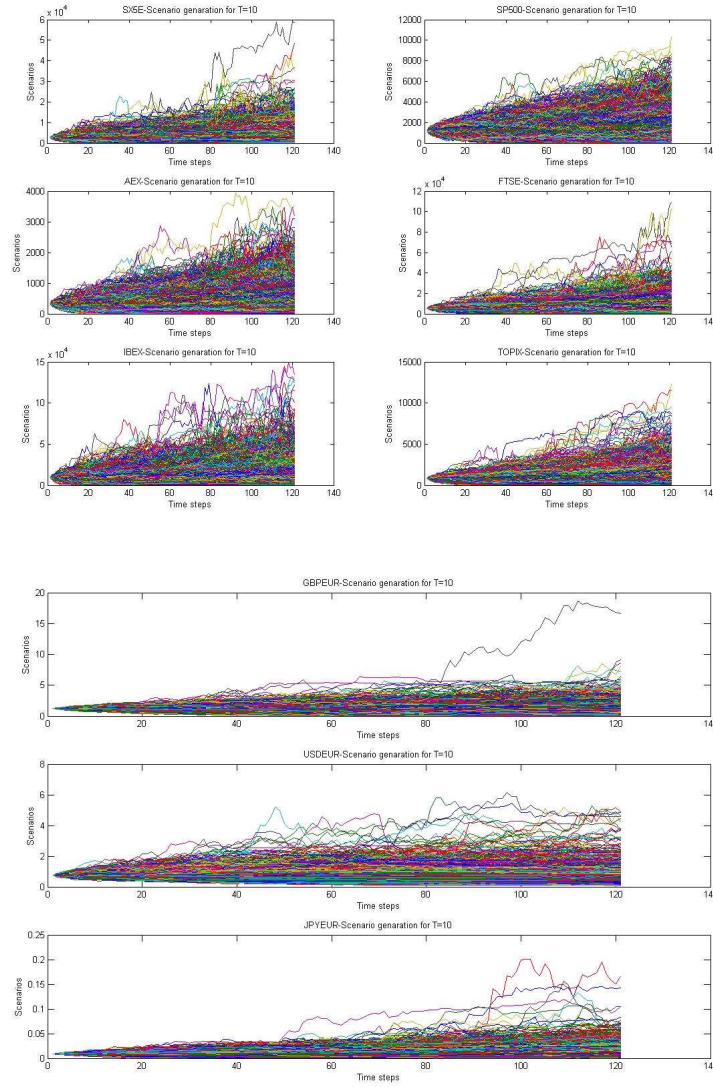 SX5E-Scenario genaration for T=10
x 10^4
6
5
4
3
2
1
0
Scenarios
0 20 40 60 80 100 120 140
Time steps
SP500-Scenario genaration for T=10
12000
10000
8000
6000
4000
2000
0
Scenarios
0 20 40 60 80 100 120 14
Time steps
AEX-Scenario genaration for T=10
4000
3000
2000
1000
0
Scenarios
0 20 40 60 80 100 120 140
Time steps
FTSE-Scenario genaration for T=10
x 10^4
12
10
8
6
4
2
0
Scenarios
0 20 40 60 80 100 120 14
Time steps
IBEX-Scenario genaration for T=10
x 10^4
15
10
5
0
Scenarios
0 20 40 60 80 100 120 140
Time steps
TOPIX-Scenario genaration for T=10
15000
10000
5000
0
Scenarios
0 20 40 60 80 100 120 14
Time steps
GBPEUR-Scenario genaration for T=10
20
15
10
5
0
Scenarios
0 20 40 60 80 100 120 14
Time steps
USDEUR-Scenario genaration for T=10
8
6
4
2
0
Scenarios
0 20 40 60 80 100 120 14
Time steps
JPYEUR-Scenario genaration for T=10
0.25
0.2
0.15
0.1
0.05
0
Scenarios
0 20 40 60 80 100 120 14
Time steps